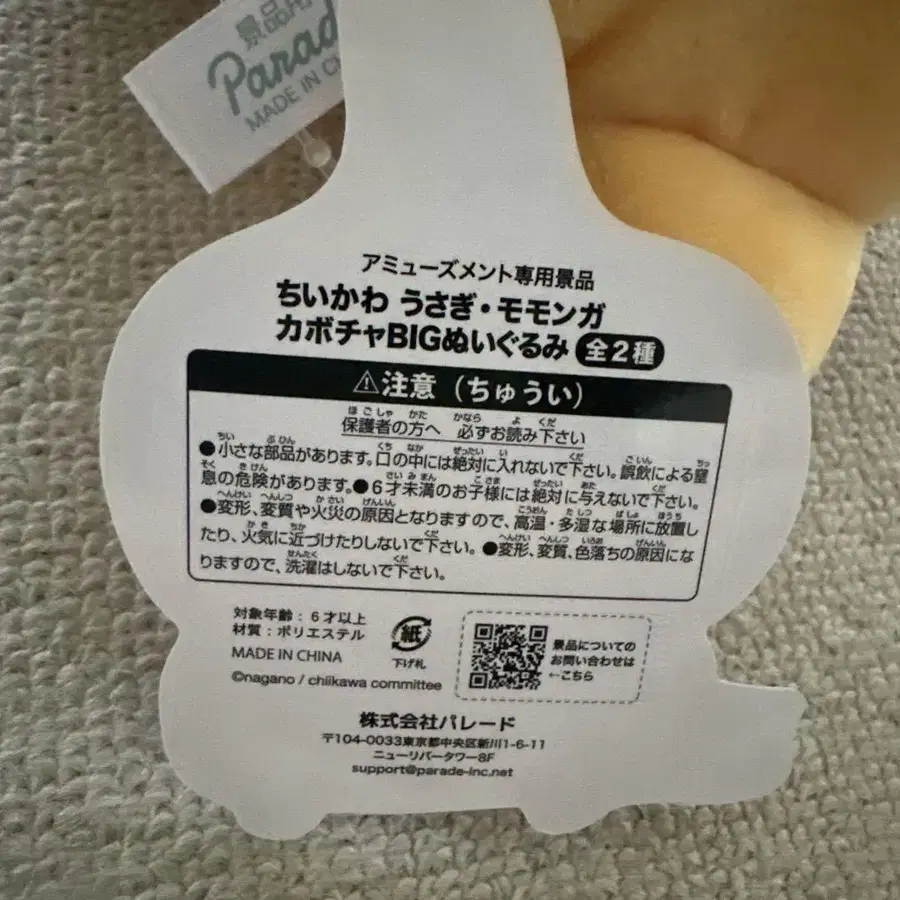 景品用
Parade
MADE IN C
アミューズメント専用景品
ちいかわ うさぎ・モモンガ
カボチャBIGぬいぐるみ 全2種
⚠注意（ちゅうい）
保護者の方へ 必ずお読み下さい
●小さな部品があります。口の中には絶対に入れないで下さい。誤飲による窒
息の危険があります。●6才未満のお子様には絶対に与えないで下さい。
●変形、変質や火災の原因となりますので、高温・多湿な場所に放置し
たり、火気に近づけたりしないで下さい。●変形、変質、色落ちの原因にな
りますので、洗濯はしないで下さい。
対象年齢：6才以上
材質：ポリエステル
MADE IN CHINA
©nagano / chiikawa committee
紙
下げ札
景品についての
お問い合わせは
←こちら
株式会社パレード
〒104-0033東京都中央区新川1-6-11
ニューリバータワー8F
support@parade-inc.net